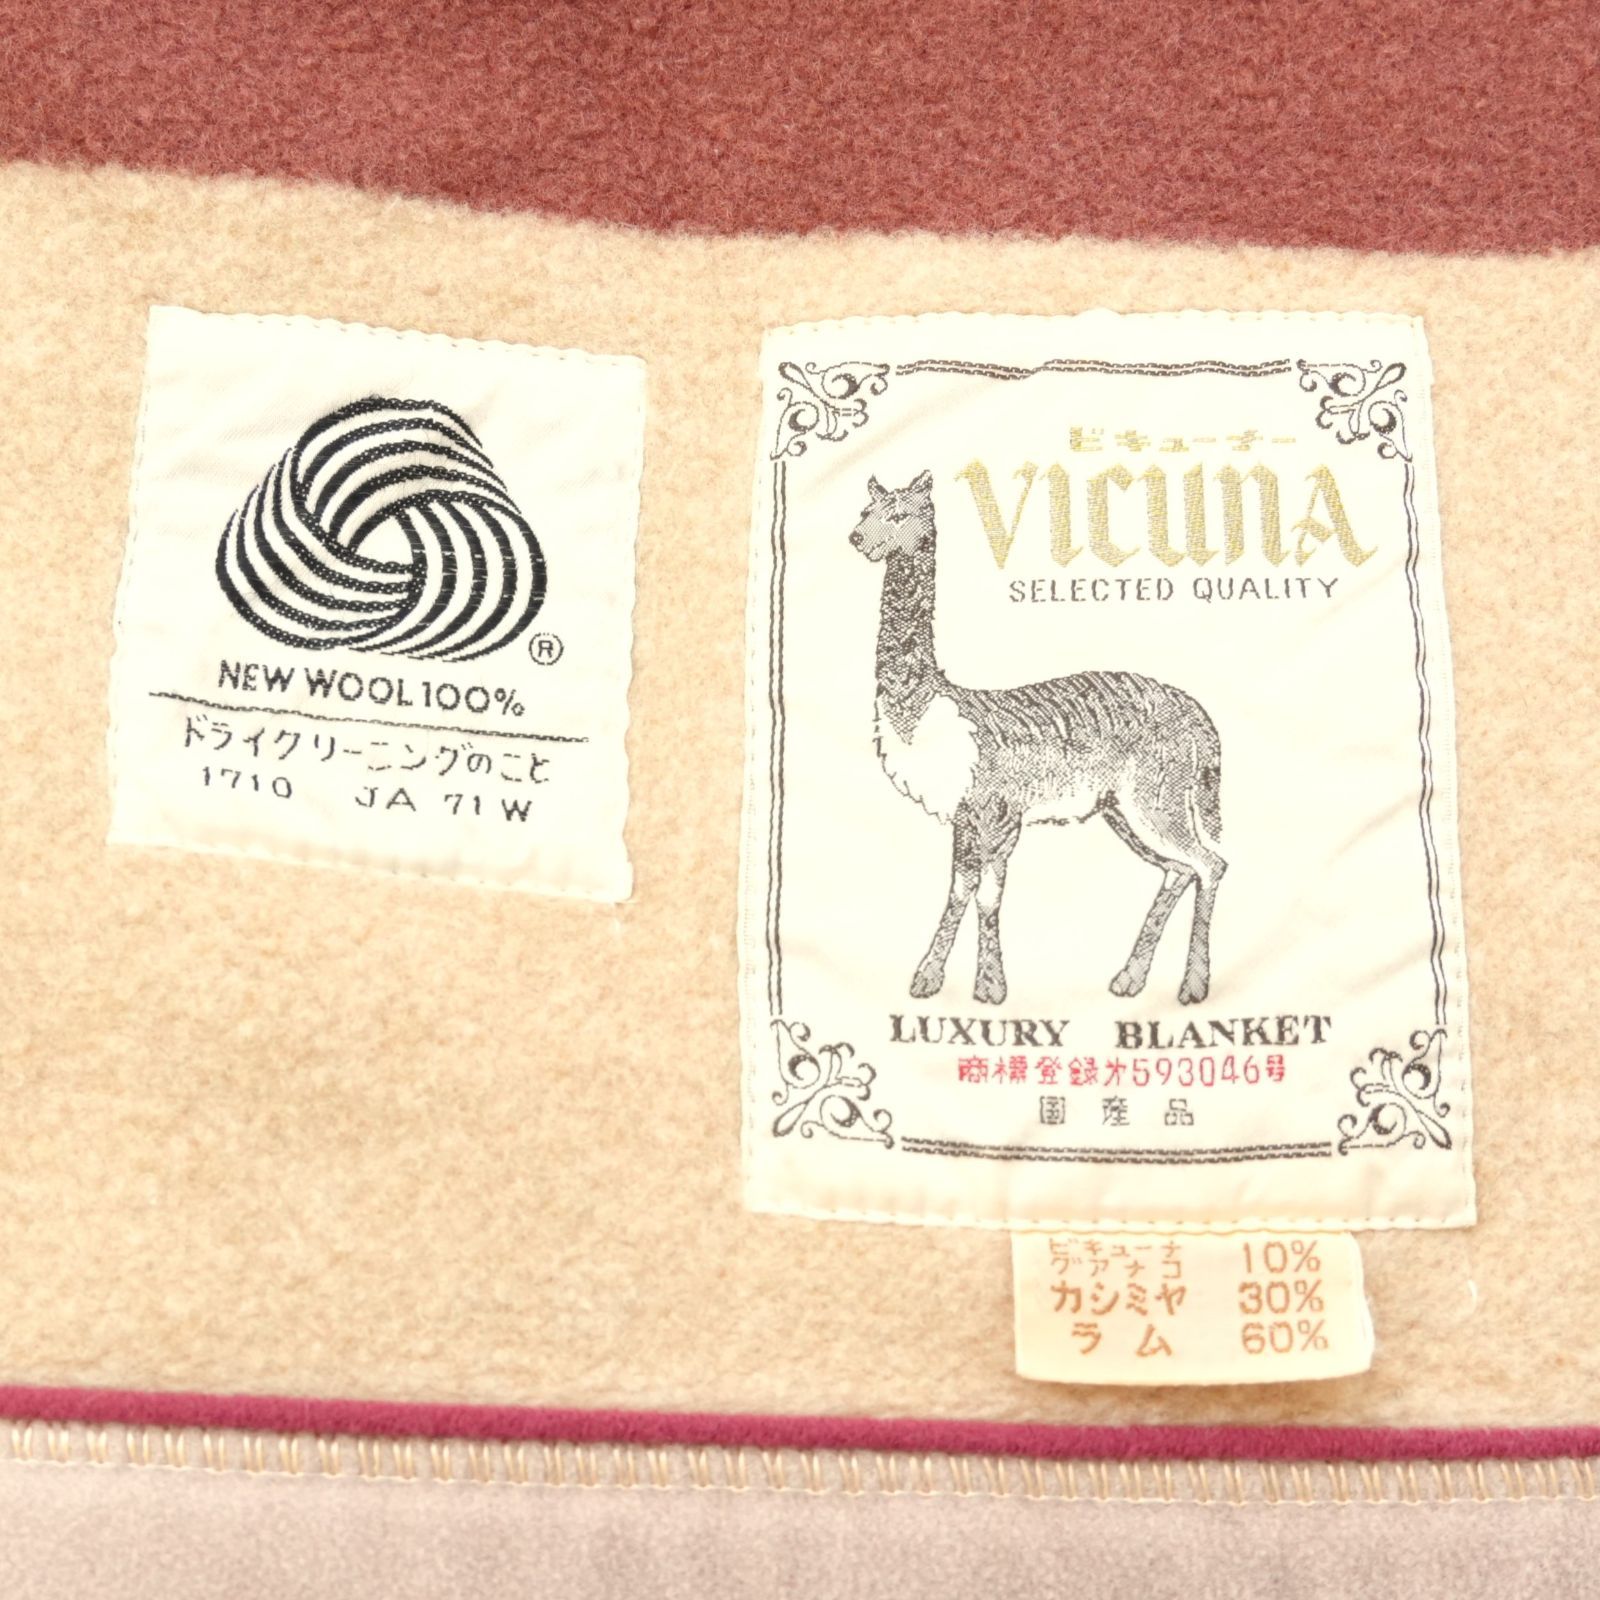 ®
NEW WOOL 100%
ドライクリーニングのこと
1710 JA 71 W
ビキューナー
VICUNA
SELECTED QUALITY
LUXURY BLANKET
商標登録才593046号
国産品
ビキューナ
グアナコ 10%
カシミヤ 30%
ラム 60%